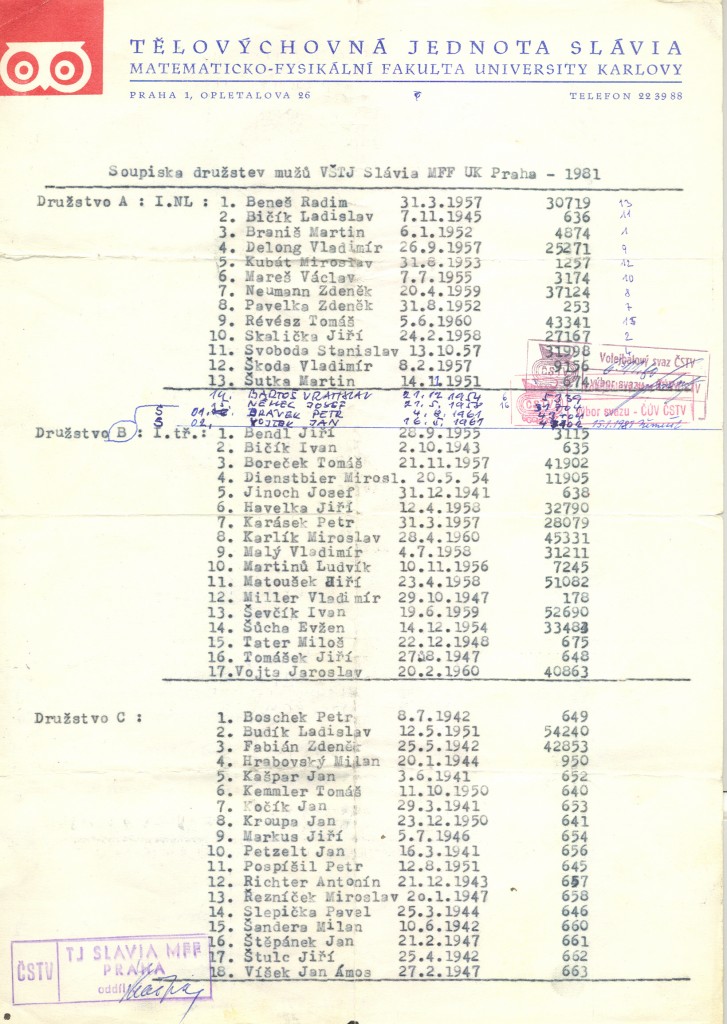 TĚLOVÝCHOVNÁ JEDNOTA SLÁVIA
MATEMATICKO-FYSIKÁLNÍ FAKULTA UNIVERSITY KARLOVY
PRAHA 1, OPLETALOVA 26 TELEFON 22 39 88
Soupiska družstev mužů VŠTJ Slávia MFF UK Praha - 1981
Družstvo A : I.NL : 1. Beneš Radim 31.3.1957 30719 13
2. Bičík Ladislav 7.11.1945 636 11
3. Braniš Martin 6.1.1952 4874 1
4. Delong Vladimír 26.9.1957 25271 9
5. Kubát Miroslav 31.8.1953 1257 12
6. Mareš Václav 7.7.1955 3174 10
7. Neumann Zdeněk 20.4.1959 37124 8
8. Pavelka Zdeněk 31.8.1952 253 7
9. Révész Tomáš 5.6.1960 43341 15
10. Skalička Jiří 24.2.1958 27167 2
11. Svoboda Stanislav 13.10.57 31998
12. Škoda Vladimír 8.2.1957 9156
13. Šutka Martin 14.11.1951 674
Volejbalový svaz ČSTV
Výbor svazu - ČÚV ČSTV
14. BARTOŠ VRATISLAV 21.12.1954 6
NĚMEC JOSEF 16
Š BRÁVEK PETR 4.8.1961
Š 02. VOJTEK JAN
Družstvo B : I.tř.: 1. Bendl Jiří 28.9.1955 3115
2. Bičík Ivan 2.10.1943 635
3. Boreček Tomáš 21.11.1957 41902
4. Dienstbier Mirosl. 20.5. 54 11905
5. Jinoch Josef 31.12.1941 638
6. Havelka Jiří 12.4.1958 32790
7. Karásek Petr 31.3.1957 28079
8. Karlík Miroslav 28.4.1960 45331
9. Malý Vladimír 4.7.1958 31211
10. Martinů Ludvík 10.11.1956 7245
11. Matoušek Jiří 23.4.1958 51082
12. Miller Vladimír 29.10.1947 178
13. Ševčík Ivan 19.6.1959 52690
14. Šůcha Evžen 14.12.1954 33483
15. Tater Miloš 22.12.1948 675
16. Tomášek Jiří 27.8.1947 648
17.Vojta Jaroslav 20.2.1960 40863
Družstvo C : 1. Boschek Petr 8.7.1942 649
2. Budík Ladislav 12.5.1951 54240
3. Fabián Zdeněk 25.5.1942 42853
4. Hrabovský Milan 20.1.1944 950
5. Kašpar Jan 3.6.1941 652
6. Kemmler Tomáš 11.10.1950 640
7. Kočík Jan 29.3.1941 653
8. Kroupa Jan 23.12.1950 641
9. Markus Jiří 5.7.1946 654
10. Petzelt Jan 16.3.1941 656
11. Pospíšil Petr 12.8.1951 645
12. Richter Antonín 21.12.1943 657
13. Řezníček Miroslav 20.1.1947 658
14. Slepička Pavel 25.3.1944 646
15. Šandera Milan 10.6.1942 660
16. Štěpánek Jan 21.2.1947 661
17. Štulc Jiří 25.4.1942 662
18. Víšek Jan Ámos 27.2.1947 663
ČSTV TJ SLAVIA MFF
PRAHA
oddíl